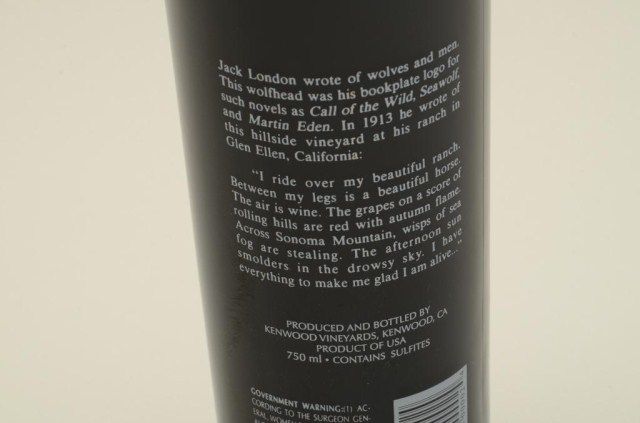 Jack London wrote of wolves and men.
This wolfhead was his bookplate logo for
such novels as Call of the Wild, Seawolf,
and Martin Eden. In 1913 he wrote of
this hillside vineyard at his ranch in
Glen Ellen, California:
"I ride over my beautiful ranch.
Between my legs is a beautiful horse.
The air is wine. The grapes on a score of
rolling hills are red with autumn flame.
Across Sonoma Mountain, wisps of sea
fog are stealing. The afternoon sun
smolders in the drowsy sky. I have
everything to make me glad I am alive..."
PRODUCED AND BOTTLED BY
KENWOOD VINEYARDS, KENWOOD, CA
PRODUCT OF USA
750 ml • CONTAINS SULFITES
GOVERNMENT WARNING:(1) AC-
CORDING TO THE SURGEON GEN-
ERAL, WOMEN